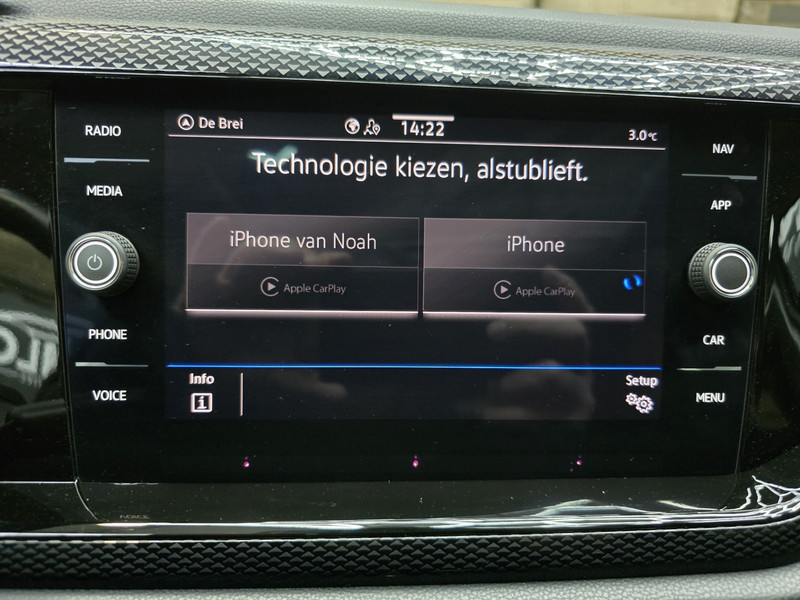 RADIO
MEDIA
PHONE
VOICE
De Brei
14:22
3.0°C
Technologie kiezen, alstublieft.
iPhone van Noah
Apple CarPlay
iPhone
Apple CarPlay
Info
i
Setup
NAV
APP
CAR
MENU